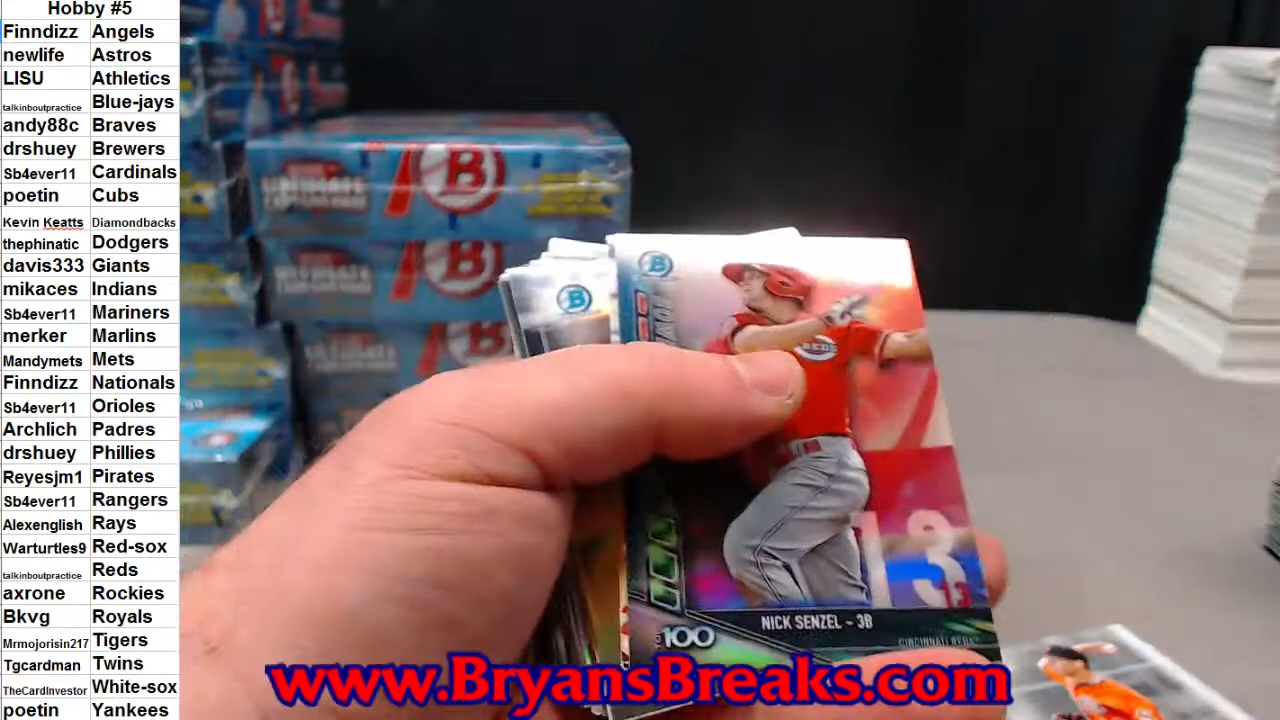 Hobby #5
Finndizz Angels
newlife Astros
LISU Athletics
talkinboutpractice Blue-jays
andy88c Braves
drshuey Brewers
Sb4ever11 Cardinals
poetin Cubs
Kevin Keatts Diamondbacks
thephinatic Dodgers
davis333 Giants
mikaces Indians
Sb4ever11 Mariners
merker Marlins
Mandymets Mets
Finndizz Nationals
Sb4ever11 Orioles
Archlich Padres
drshuey Phillies
Reyesjm1 Pirates
Sb4ever11 Rangers
Alexenglish Rays
Warturtles9 Red-sox
talkinboutpractice Reds
axrone Rockies
Bkvg Royals
Mrmojorisin217 Tigers
Tgcardman Twins
TheCardInvestor White-sox
poetin Yankees
B
B
B
B
REDS
NICK SENZEL - 3B
100
CINCINNATI REDS
www.BryansBreaks.com